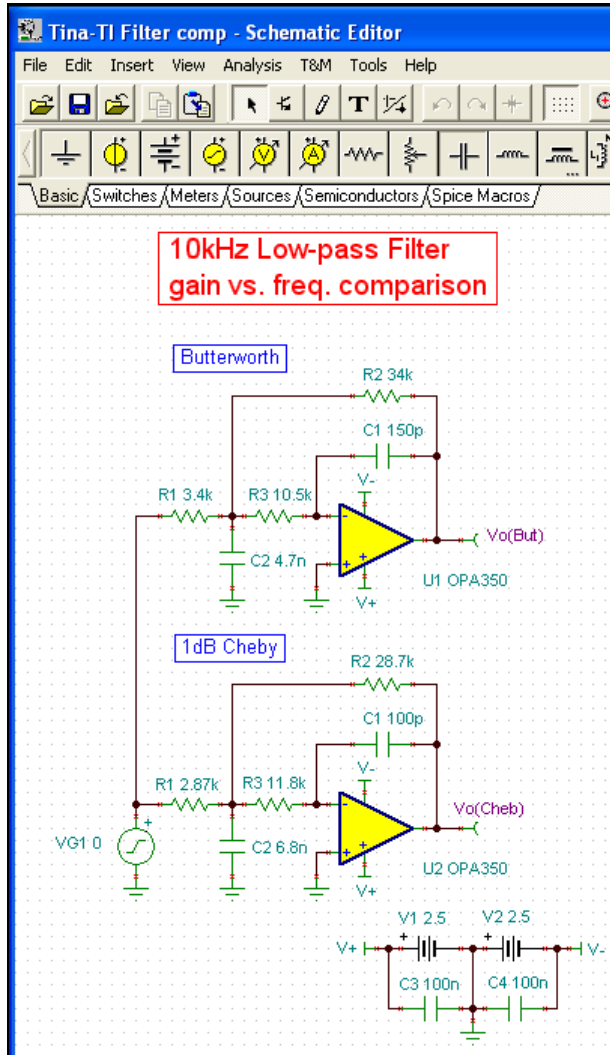 Tina-TI Filter comp - Schematic Editor
File Edit Insert View Analysis T&M Tools Help
T
Basic Switches Meters Sources Semiconductors Spice Macros
10kHz Low-pass Filter
gain vs. freq. comparison
Butterworth
R2 34k
C1 150p
V-
R1 3.4k R3 10.5k
Vo(But)
C2 4.7n
U1 OPA350
V+
1dB Cheby
R2 28.7k
C1 100p
V-
R1 2.87k R3 11.8k
Vo(Cheb)
VG1 0
C2 6.8n
U2 OPA350
V+
V1 2.5 V2 2.5
V+ V-
C3 100n C4 100n